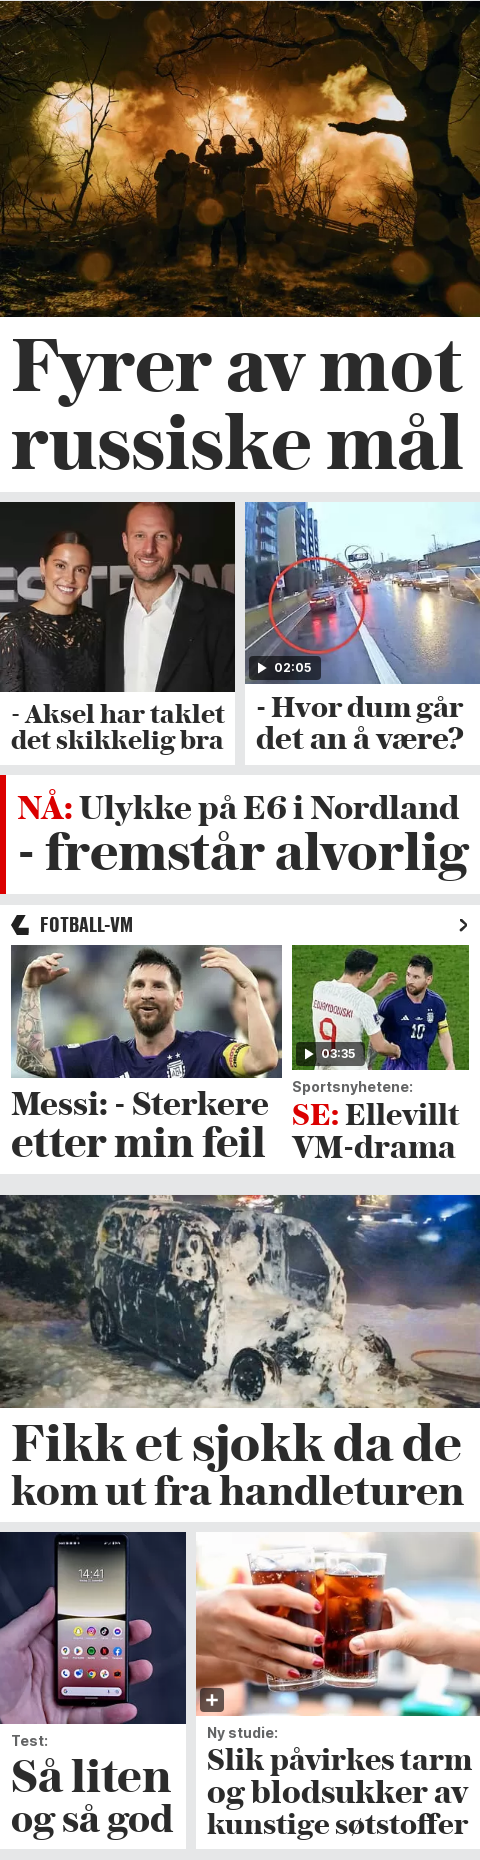 Fyrer av mot
russiske mål
- Aksel har taklet
det skikkelig bra
02:05
- Hvor dum går
det an å være?
NÅ: Ulykke på E6 i Nordland
- fremstår alvorlig
FOTBALL-VM
Messi: - Sterkere
etter min feil
LEWANDOWSKI
9
10
03:35
Sportsnyhetene:
SE: Ellevillt
VM-drama
Fikk et sjokk da de
kom ut fra handleturen
14:41
Test:
Så liten
og så god
Ny studie:
Slik påvirkes tarm
og blodsukker av
kunstige søtstoffer